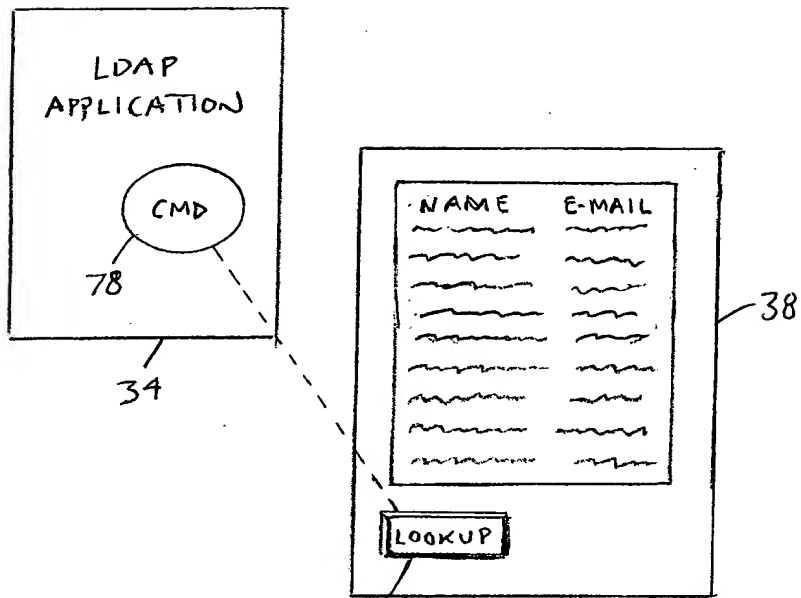 LDAP
APPLICATION
CMD
78
34
NAME E-MAIL
38
LOOKUP